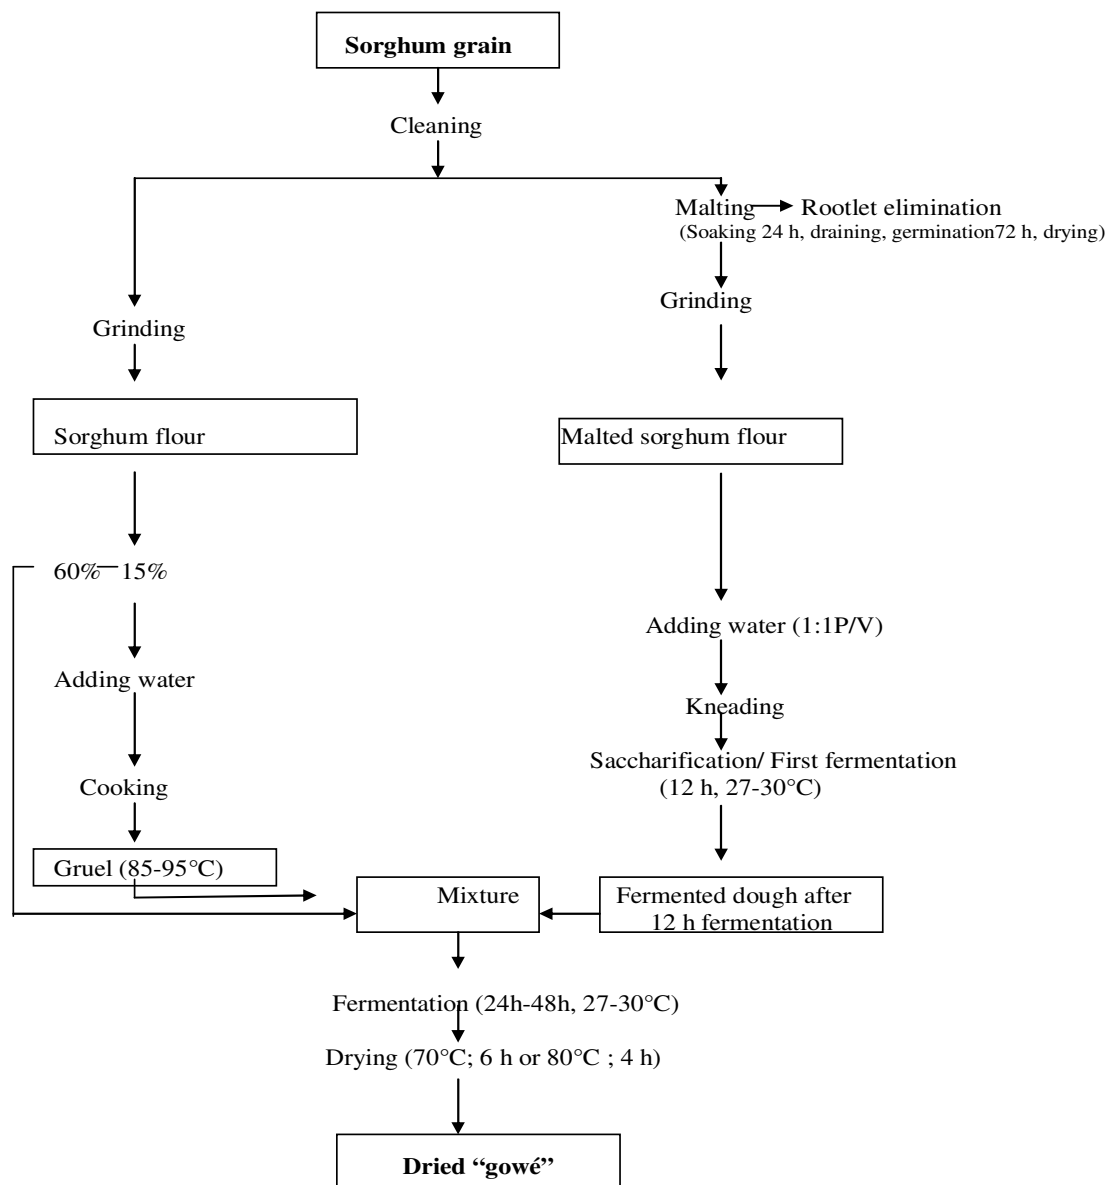 Sorghum grain
Cleaning
Malting
Rootlet elimination
(Soaking 24 h, draining, germination72 h, drying)
Grinding
Grinding
Sorghum flour
Malted sorghum flour
60% 15%
Adding water (1:1P/V)
Adding water
Kneading
Saccharification/ First fermentation
(12 h, 27-30°C)
Cooking
Gruel (85-95°C)
Mixture
Fermented dough after
12 h fermentation
Fermentation (24h-48h, 27-30°C)
Drying (70°C; 6 h or 80°C ; 4 h)
Dried “gowé”